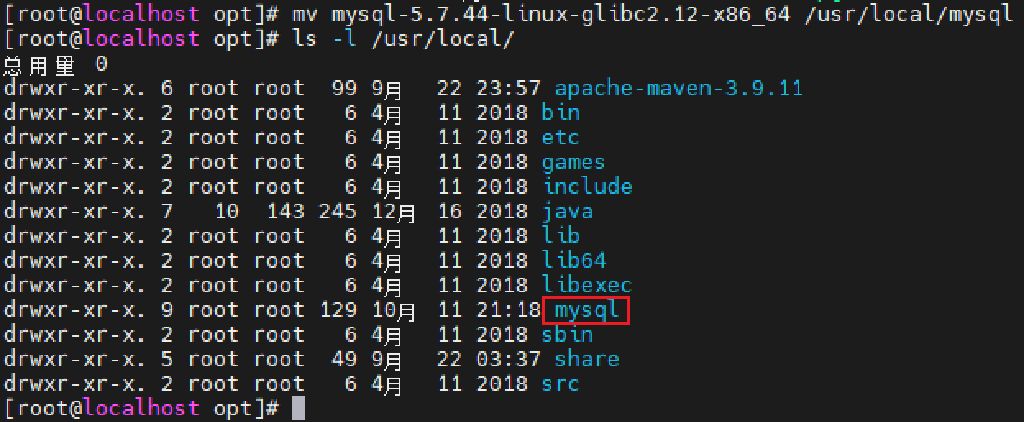 [root@localhost opt]# mv mysql-5.7.44-linux-glibc2.12-x86_64 /usr/local/mysql
[root@localhost opt]# ls -l /usr/local/
总用量 0
drwxr-xr-x. 6 root root  99 9月   22 23:57 apache-maven-3.9.11
drwxr-xr-x. 2 root root   6 4月   11 2018 bin
drwxr-xr-x. 2 root root   6 4月   11 2018 etc
drwxr-xr-x. 2 root root   6 4月   11 2018 games
drwxr-xr-x. 2 root root   6 4月   11 2018 include
drwxr-xr-x. 7   10  143 245 12月  16 2018 java
drwxr-xr-x. 2 root root   6 4月   11 2018 lib
drwxr-xr-x. 2 root root   6 4月   11 2018 lib64
drwxr-xr-x. 2 root root   6 4月   11 2018 libexec
drwxr-xr-x. 9 root root 129 10月  11 21:18 mysql
drwxr-xr-x. 2 root root   6 4月   11 2018 sbin
drwxr-xr-x. 5 root root  49 9月   22 03:37 share
drwxr-xr-x. 2 root root   6 4月   11 2018 src
[root@localhost opt]#